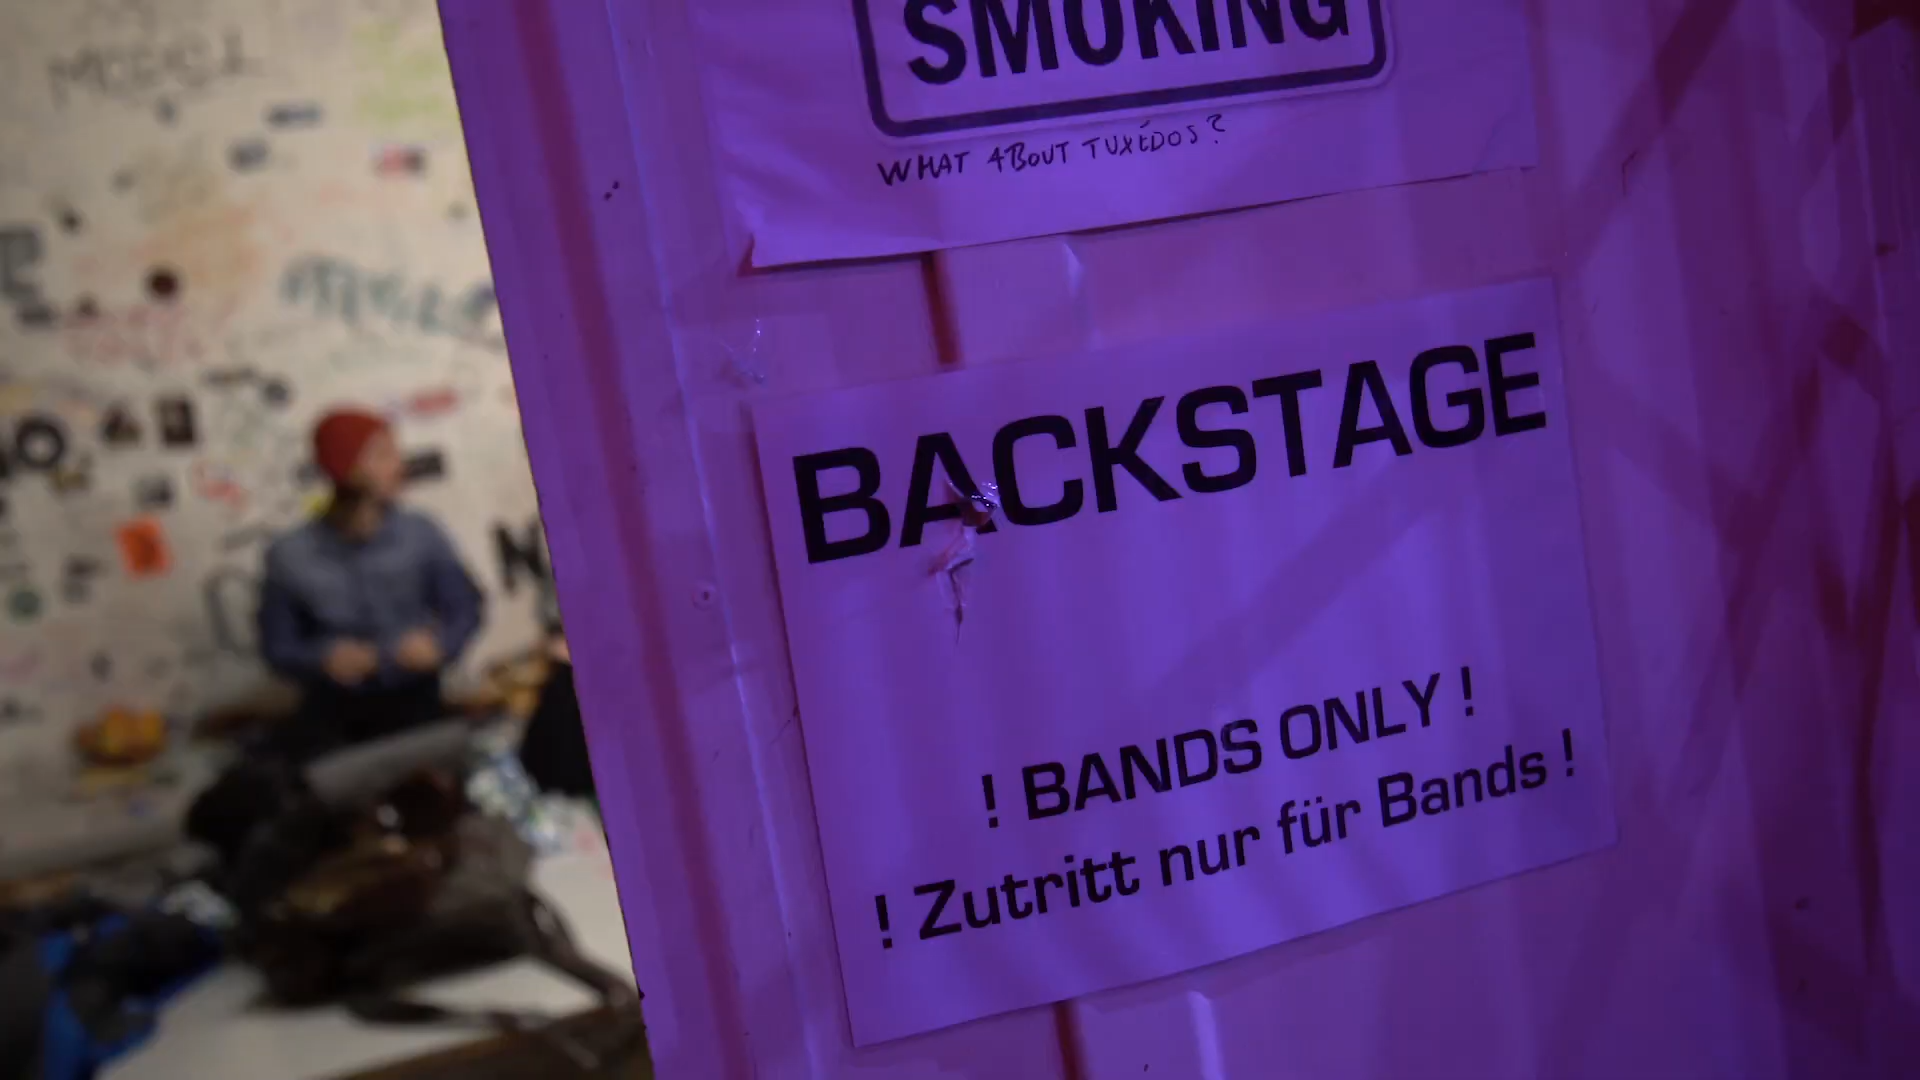 SMOKING
WHAT ABOUT TUXEDOS?
BACKSTAGE
! BANDS ONLY !
! Zutritt nur für Bands !